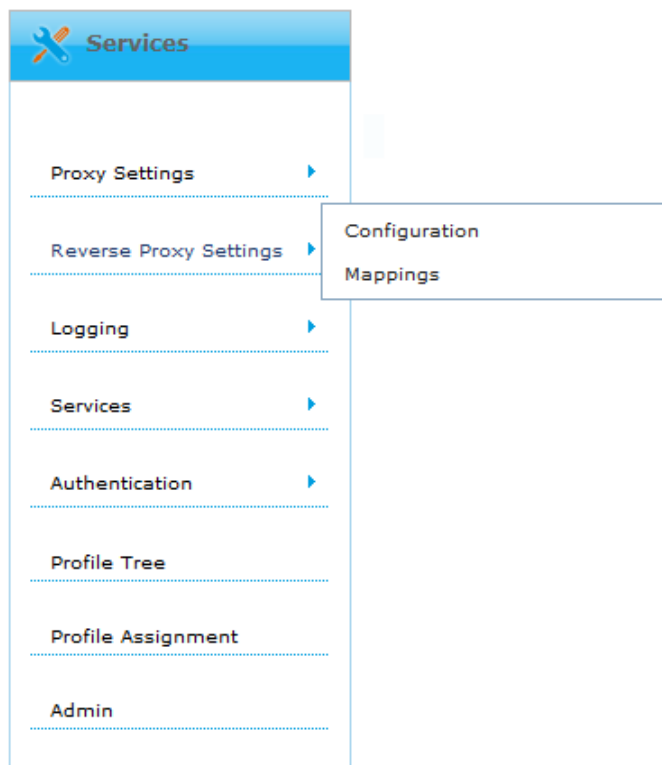 Services
Proxy Settings
Reverse Proxy Settings
Configuration
Mappings
Logging
Services
Authentication
Profile Tree
Profile Assignment
Admin